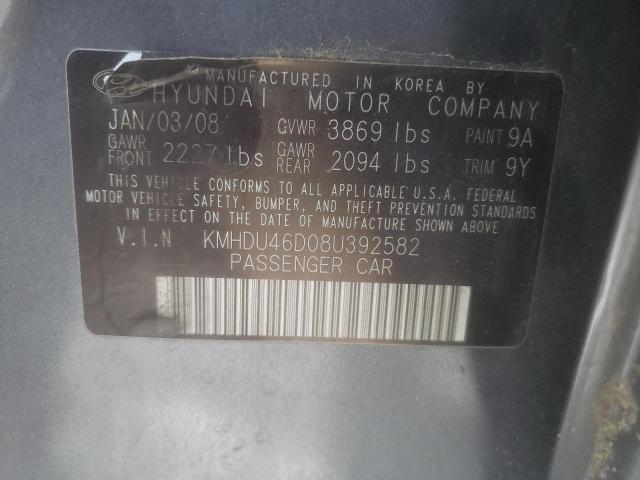 MANUFACTURED IN KOREA BY
HYUNDAI MOTOR COMPANY
JAN/03/08 GVWR 3869 lbs PAINT 9A
GAWR FRONT 2227 lbs GAWR REAR 2094 lbs TRIM 9Y
THIS VEHICLE CONFORMS TO ALL APPLICABLE U.S.A. FEDERAL
MOTOR VEHICLE SAFETY, BUMPER, AND THEFT PREVENTION STANDARDS
IN EFFECT ON THE DATE OF MANUFACTURE SHOWN ABOVE
V.I.N KMHDU46D08U392582
PASSENGER CAR